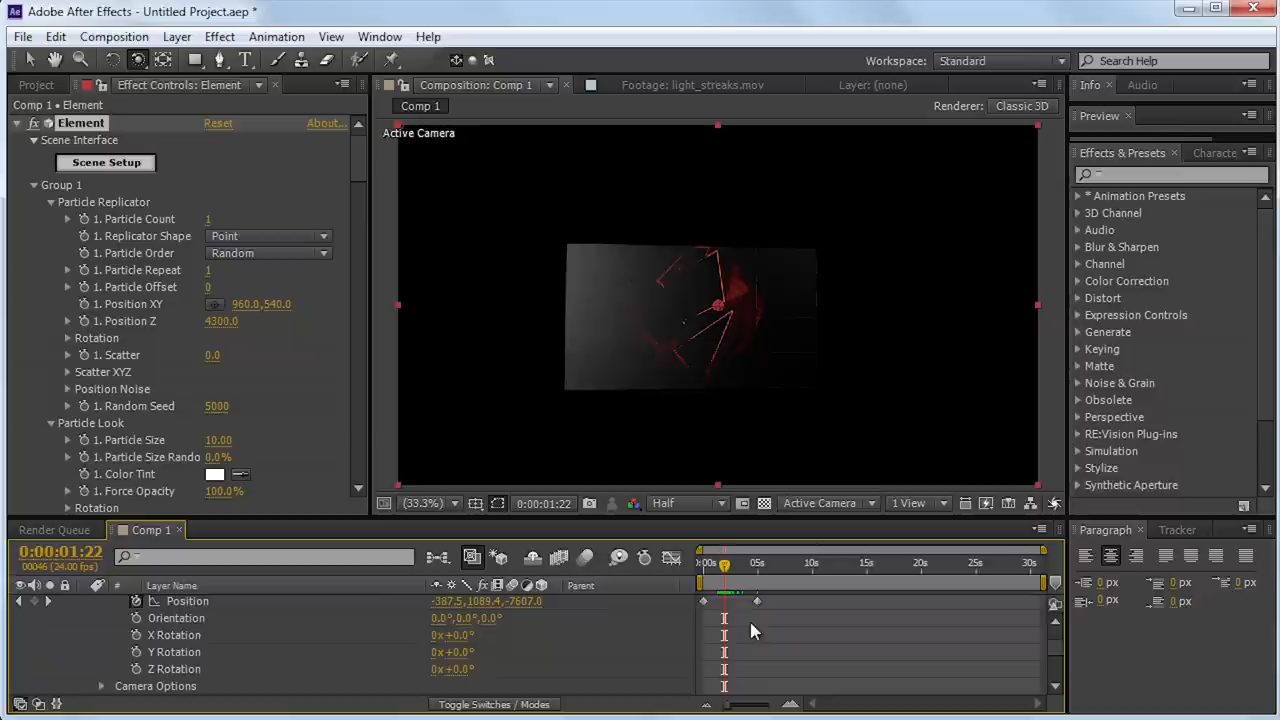 Adobe After Effects - Untitled Project.aep *
File Edit Composition Layer Effect Animation View Window Help
Workspace: Standard Search Help
Project Effect Controls: Element Composition: Comp 1 Footage: light_streaks.mov Layer: (none) Info Audio
Comp 1 • Element Comp 1 Renderer: Classic 3D
Preview
fx Element Reset About...
Active Camera
Scene Interface
Effects & Presets Characte
Scene Setup
Group 1
Particle Replicator
1. Particle Count 1
1. Replicator Shape Point
1. Particle Order Random
1. Particle Repeat 1
1. Particle Offset 0
1. Position XY 960.0,540.0
1. Position Z 4300.0
Rotation
1. Scatter 0.0
Scatter XYZ
Position Noise
1. Random Seed 5000
Particle Look
1. Particle Size 10.00
1. Particle Size Rando 0.0%
1. Color Tint
1. Force Opacity 100.0%
Rotation
* Animation Presets
3D Channel
Audio
Blur & Sharpen
Channel
Color Correction
Distort
Expression Controls
Generate
Keying
Matte
Noise & Grain
Obsolete
Perspective
RE:Vision Plug-ins
Simulation
Stylize
Synthetic Aperture
(33.3%) 0:00:01:22 Half Active Camera 1 View
Render Queue Comp 1 Paragraph Tracker
0:00:01:22
00046 (24.00 fps)
:00s 05s 10s 15s 20s 25s 30s
# Layer Name Parent
Position -387.5,1089.4,-7607.0
Orientation 0.0°,0.0°,0.0°
X Rotation 0x+0.0°
Y Rotation 0x+0.0°
Z Rotation 0x+0.0°
Camera Options
Toggle Switches / Modes
0 px 0 px 0 px
0 px 0 px